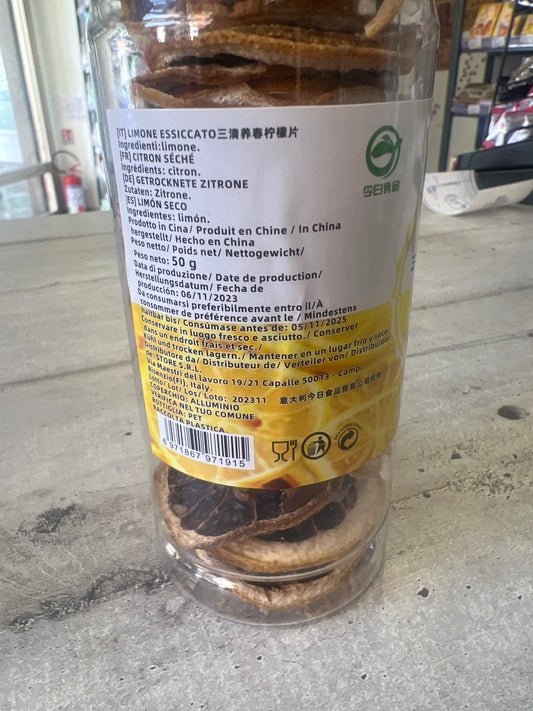 [IT] LIMONE ESSICCATO三清养春柠檬片
Ingredienti:limone.
[FR] CITRON SÉCHÉ
Ingrédients: citron.
[DE] GETROCKNETE ZITRONE
Zutaten: Zitrone.
[ES] LIMÓN SECO
Ingredientes: limón.
Prodotto in Cina/ Produit en Chine / In China
hergestellt/ Hecho en China
Peso netto/ Poids net/ Nettogewicht/
Peso neto: 50 g
Data di produzione/ Date de production/
Herstellungsdatum/ Fecha de
producción: 06/11/2023
Da consumarsi preferibilmente entro il/À
consommer de préférence avant le / Mindestens
haltbar bis/ Consúmase antes de: 05/11/2025
Conservare in luogo fresco e asciutto./ Conserver
dans un endroit frais et sec./
Kühl und trocken lagern./ Mantener en un lugar frío y seco.
Distributore da/ Distributeur de/ Verteiler von/ Distribuidor
de: STORE S.R.L.
Via Maestri del lavoro 19/21 Capalle 50013 - Campi
Bisenzio(FI), Italy.
Lotto/ Lot/ Los/ Loto: 202311 意大利今日食品贸易公司经销
COPERCHIO: ALLUMINIO
VERIFICA NEL TUO COMUNE
BOTTIGLIA: PET
RACCOLTA PLASTICA
6 971867 971915
今日食品